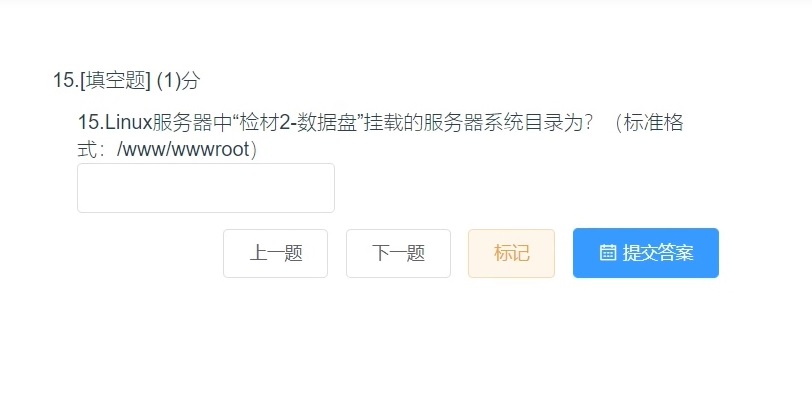 15.[填空题] (1)分
15.Linux服务器中“检材2-数据盘”挂载的服务器系统目录为？（标准格
式：/www/wwwroot）
上一题
下一题
标记
提交答案